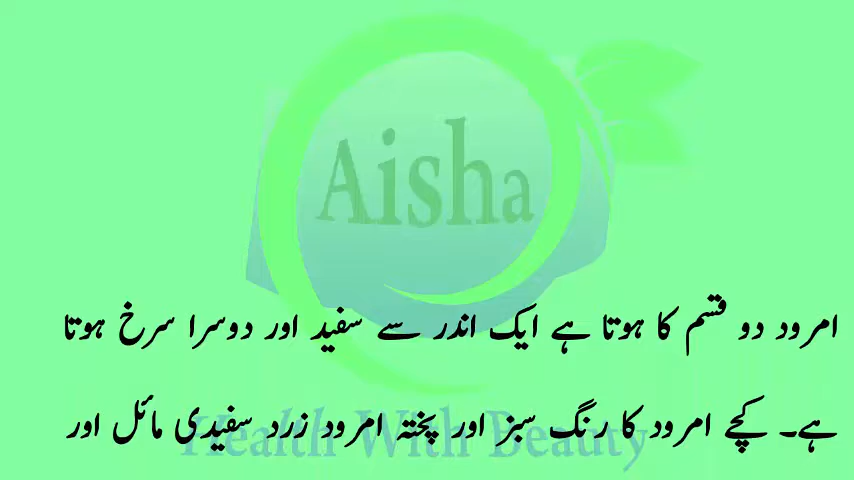 Aisha
امرود دو قسم کا ہوتا ہے ایک اندر سے سفید اور دوسرا سرخ ہوتا
ہے۔ کچے امرود کا رنگ سبز اور پختہ امرود زرد سفیدی مائل اور
Health With Beauty